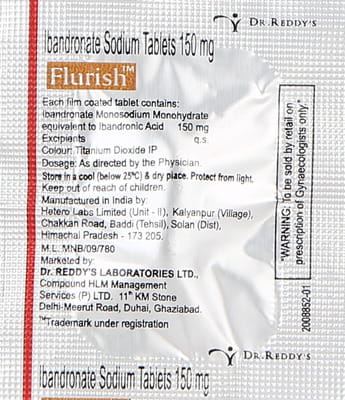 DR. REDDY'S
Ibandronate Sodium Tablets 150 mg
Flurish™
Each film coated tablet contains:
Ibandronate Monosodium Monohydrate
equivalent to Ibandronic Acid 150 mg
Excipients q.s.
Colour: Titanium Dioxide IP
Dosage: As directed by the Physician.
Store in a cool (below 25°C) & dry place. Protect from light.
Keep out of reach of children.
Manufactured in India by:
Hetero Labs Limited (Unit - II), Kalyanpur (Village),
Chakkan Road, Baddi (Tehsil), Solan (Dist),
Himachal Pradesh - 173 205.
M.L. MNB/09/780
Marketed by:
Dr. REDDY'S LABORATORIES LTD.,
Compound HLM Management
Services (P) LTD. 11th KM Stone
Delhi-Meerut Road, Duhai, Ghaziabad.
™Trademark under registration
"WARNING: To be sold by retail on
prescription of Gynaecologists only."
2008852-01
DR. REDDY'S
Ibandronate Sodium Tablets 150 mg